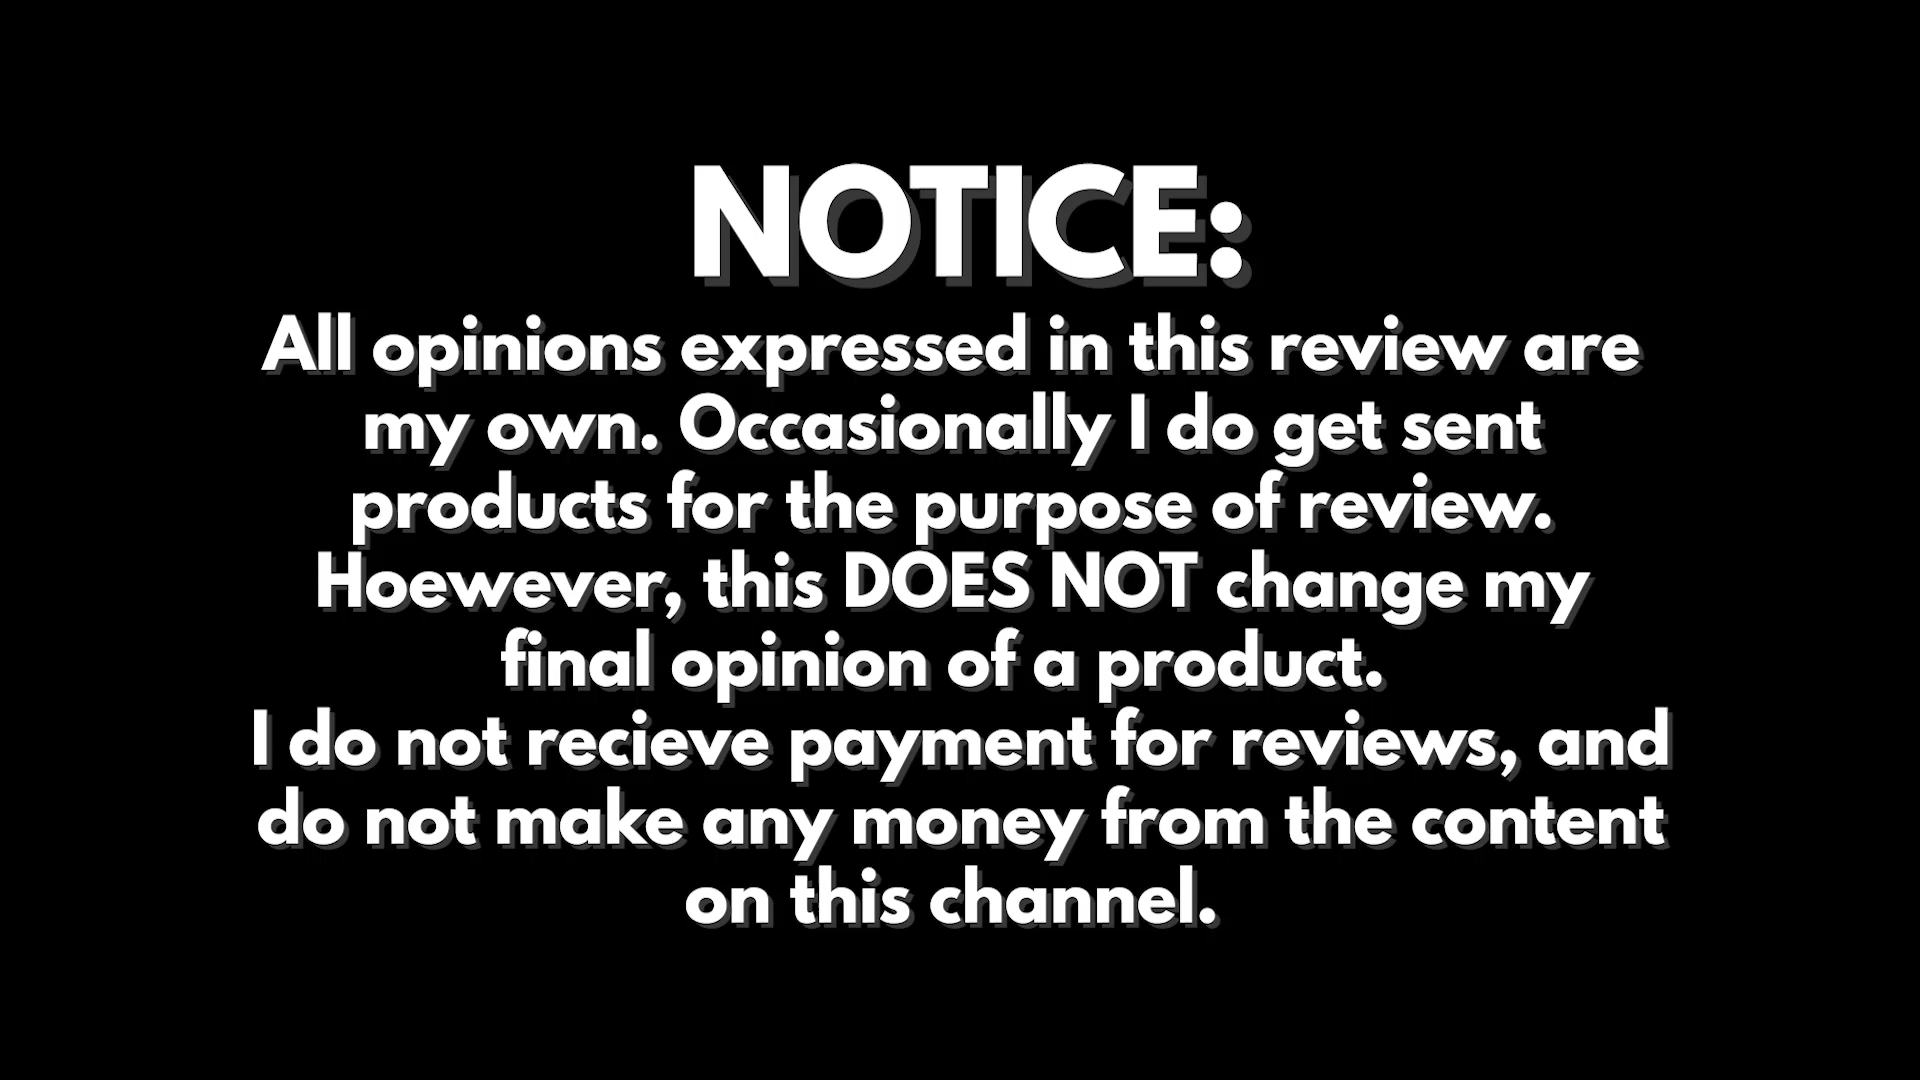 NOTICE:
All opinions expressed in this review are
my own. Occasionally I do get sent
products for the purpose of review.
Hoewever, this DOES NOT change my
final opinion of a product.
I do not recieve payment for reviews, and
do not make any money from the content
on this channel.